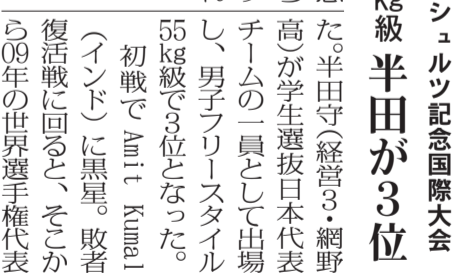 シュルツ記念国際大会
kg級 半田が3位
た。半田守(経営3・網野
高)が学生選抜日本代表
チームの一員として出場
し、男子フリースタイル
55kg級で3位となった。
初戦で Amit Kumal
(インド)に黒星。敗者
復活戦に回ると、そこか
ら09年の世界選手権代表